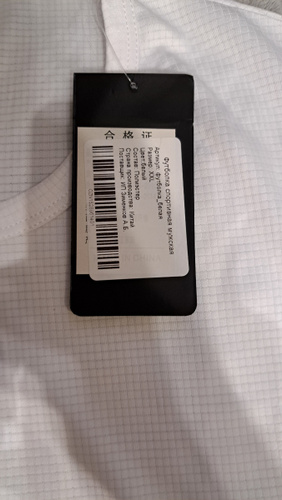 Футболка спортивная мужская
Артикул: футболка_белая
Размер: XXL
Цвет:белый
Состав: Полиэстер
Страна производства: Китай
合格证